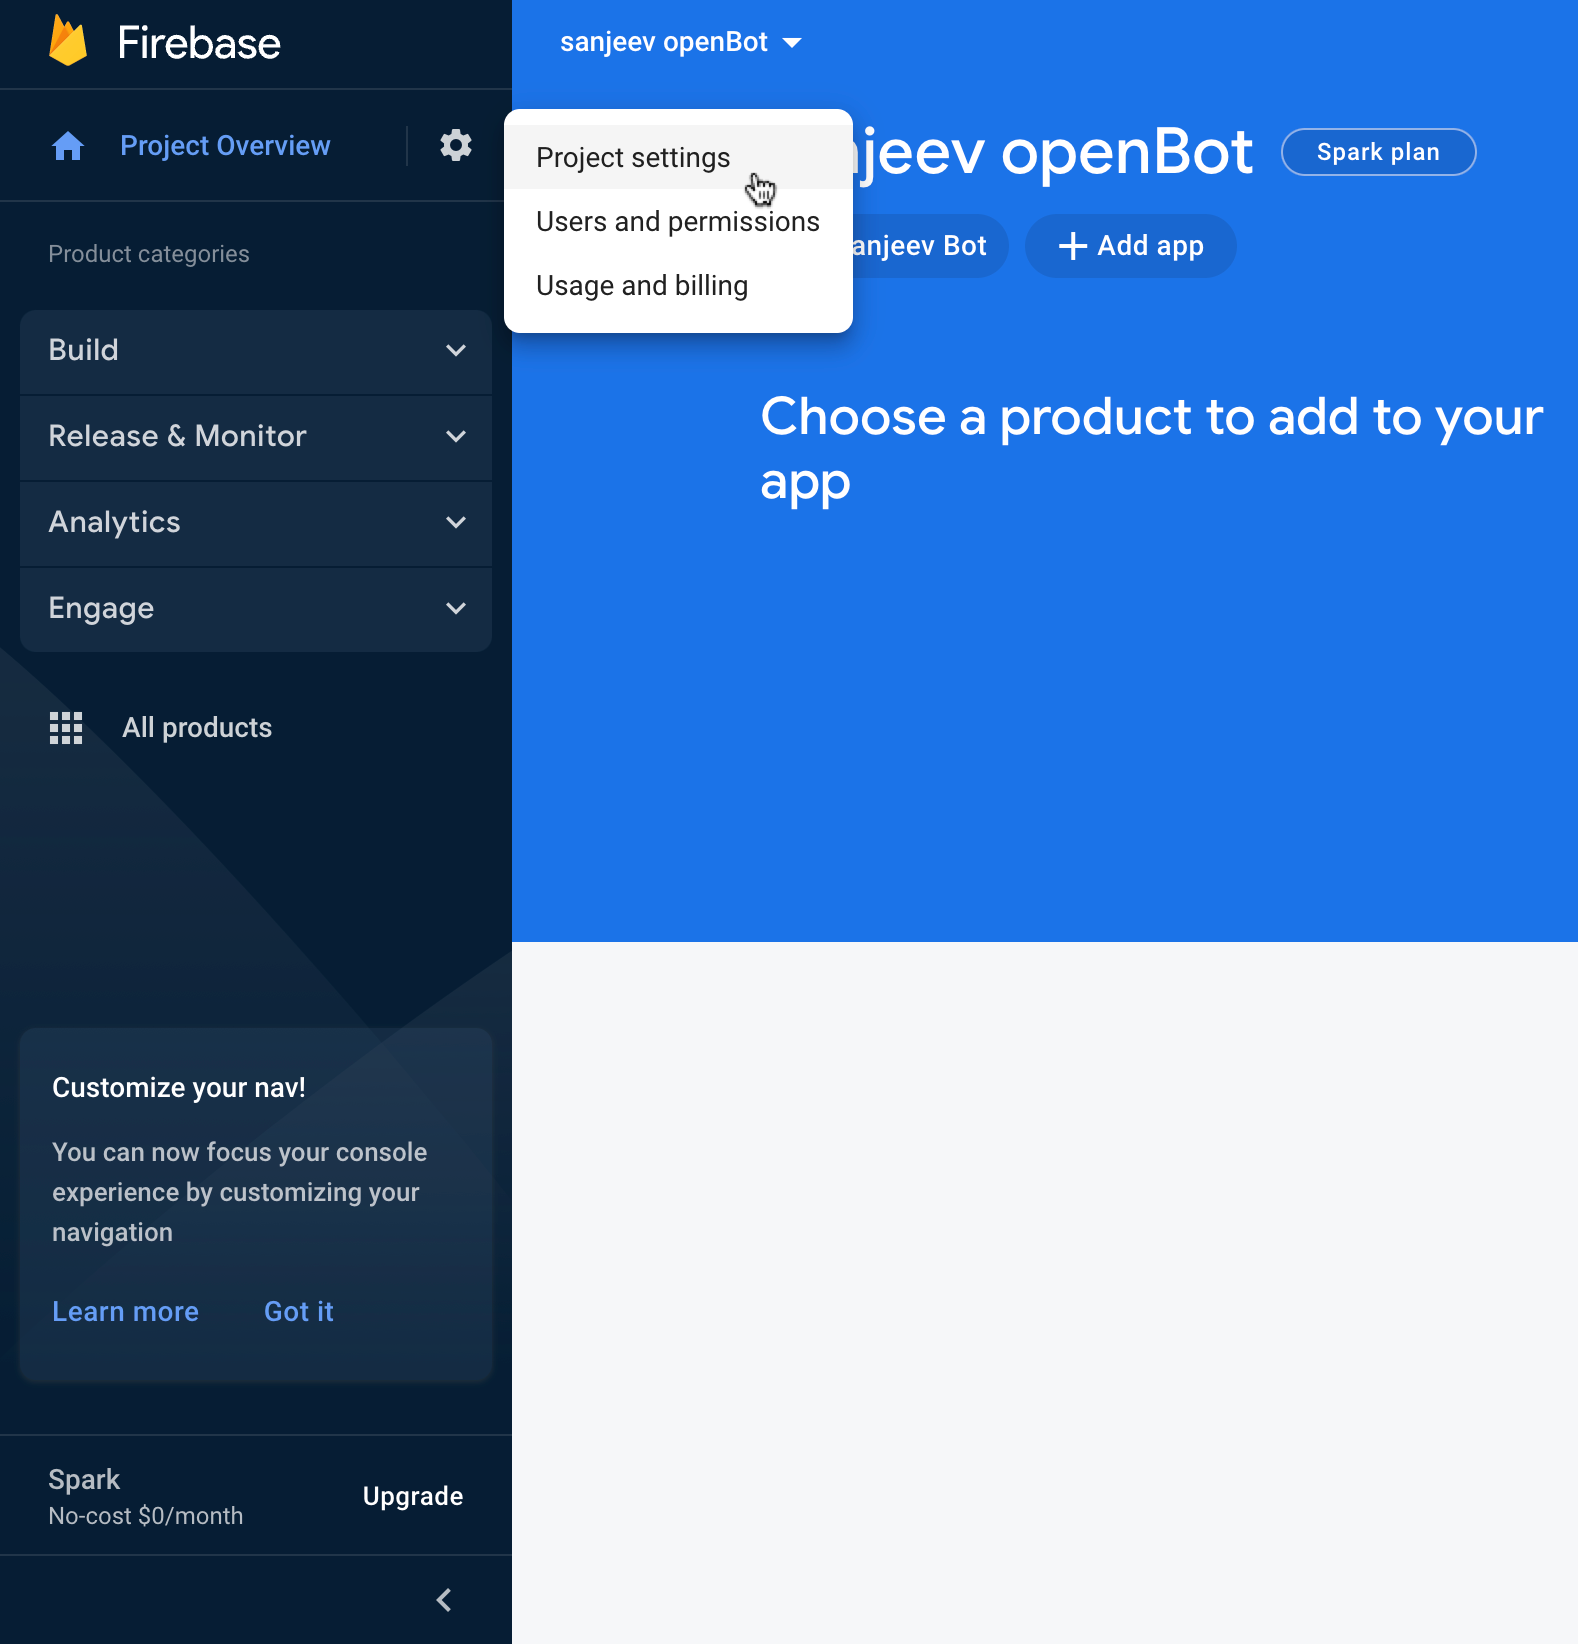 Firebase
sanjeev openBot
Project Overview
Project settings
Users and permissions
Usage and billing
jeev openBot
Spark plan
anjeev Bot
Add app
Product categories
Build
Release & Monitor
Analytics
Engage
All products
Choose a product to add to your
app
Customize your nav!
You can now focus your console
experience by customizing your
navigation
Learn more
Got it
Spark
No-cost $0/month
Upgrade